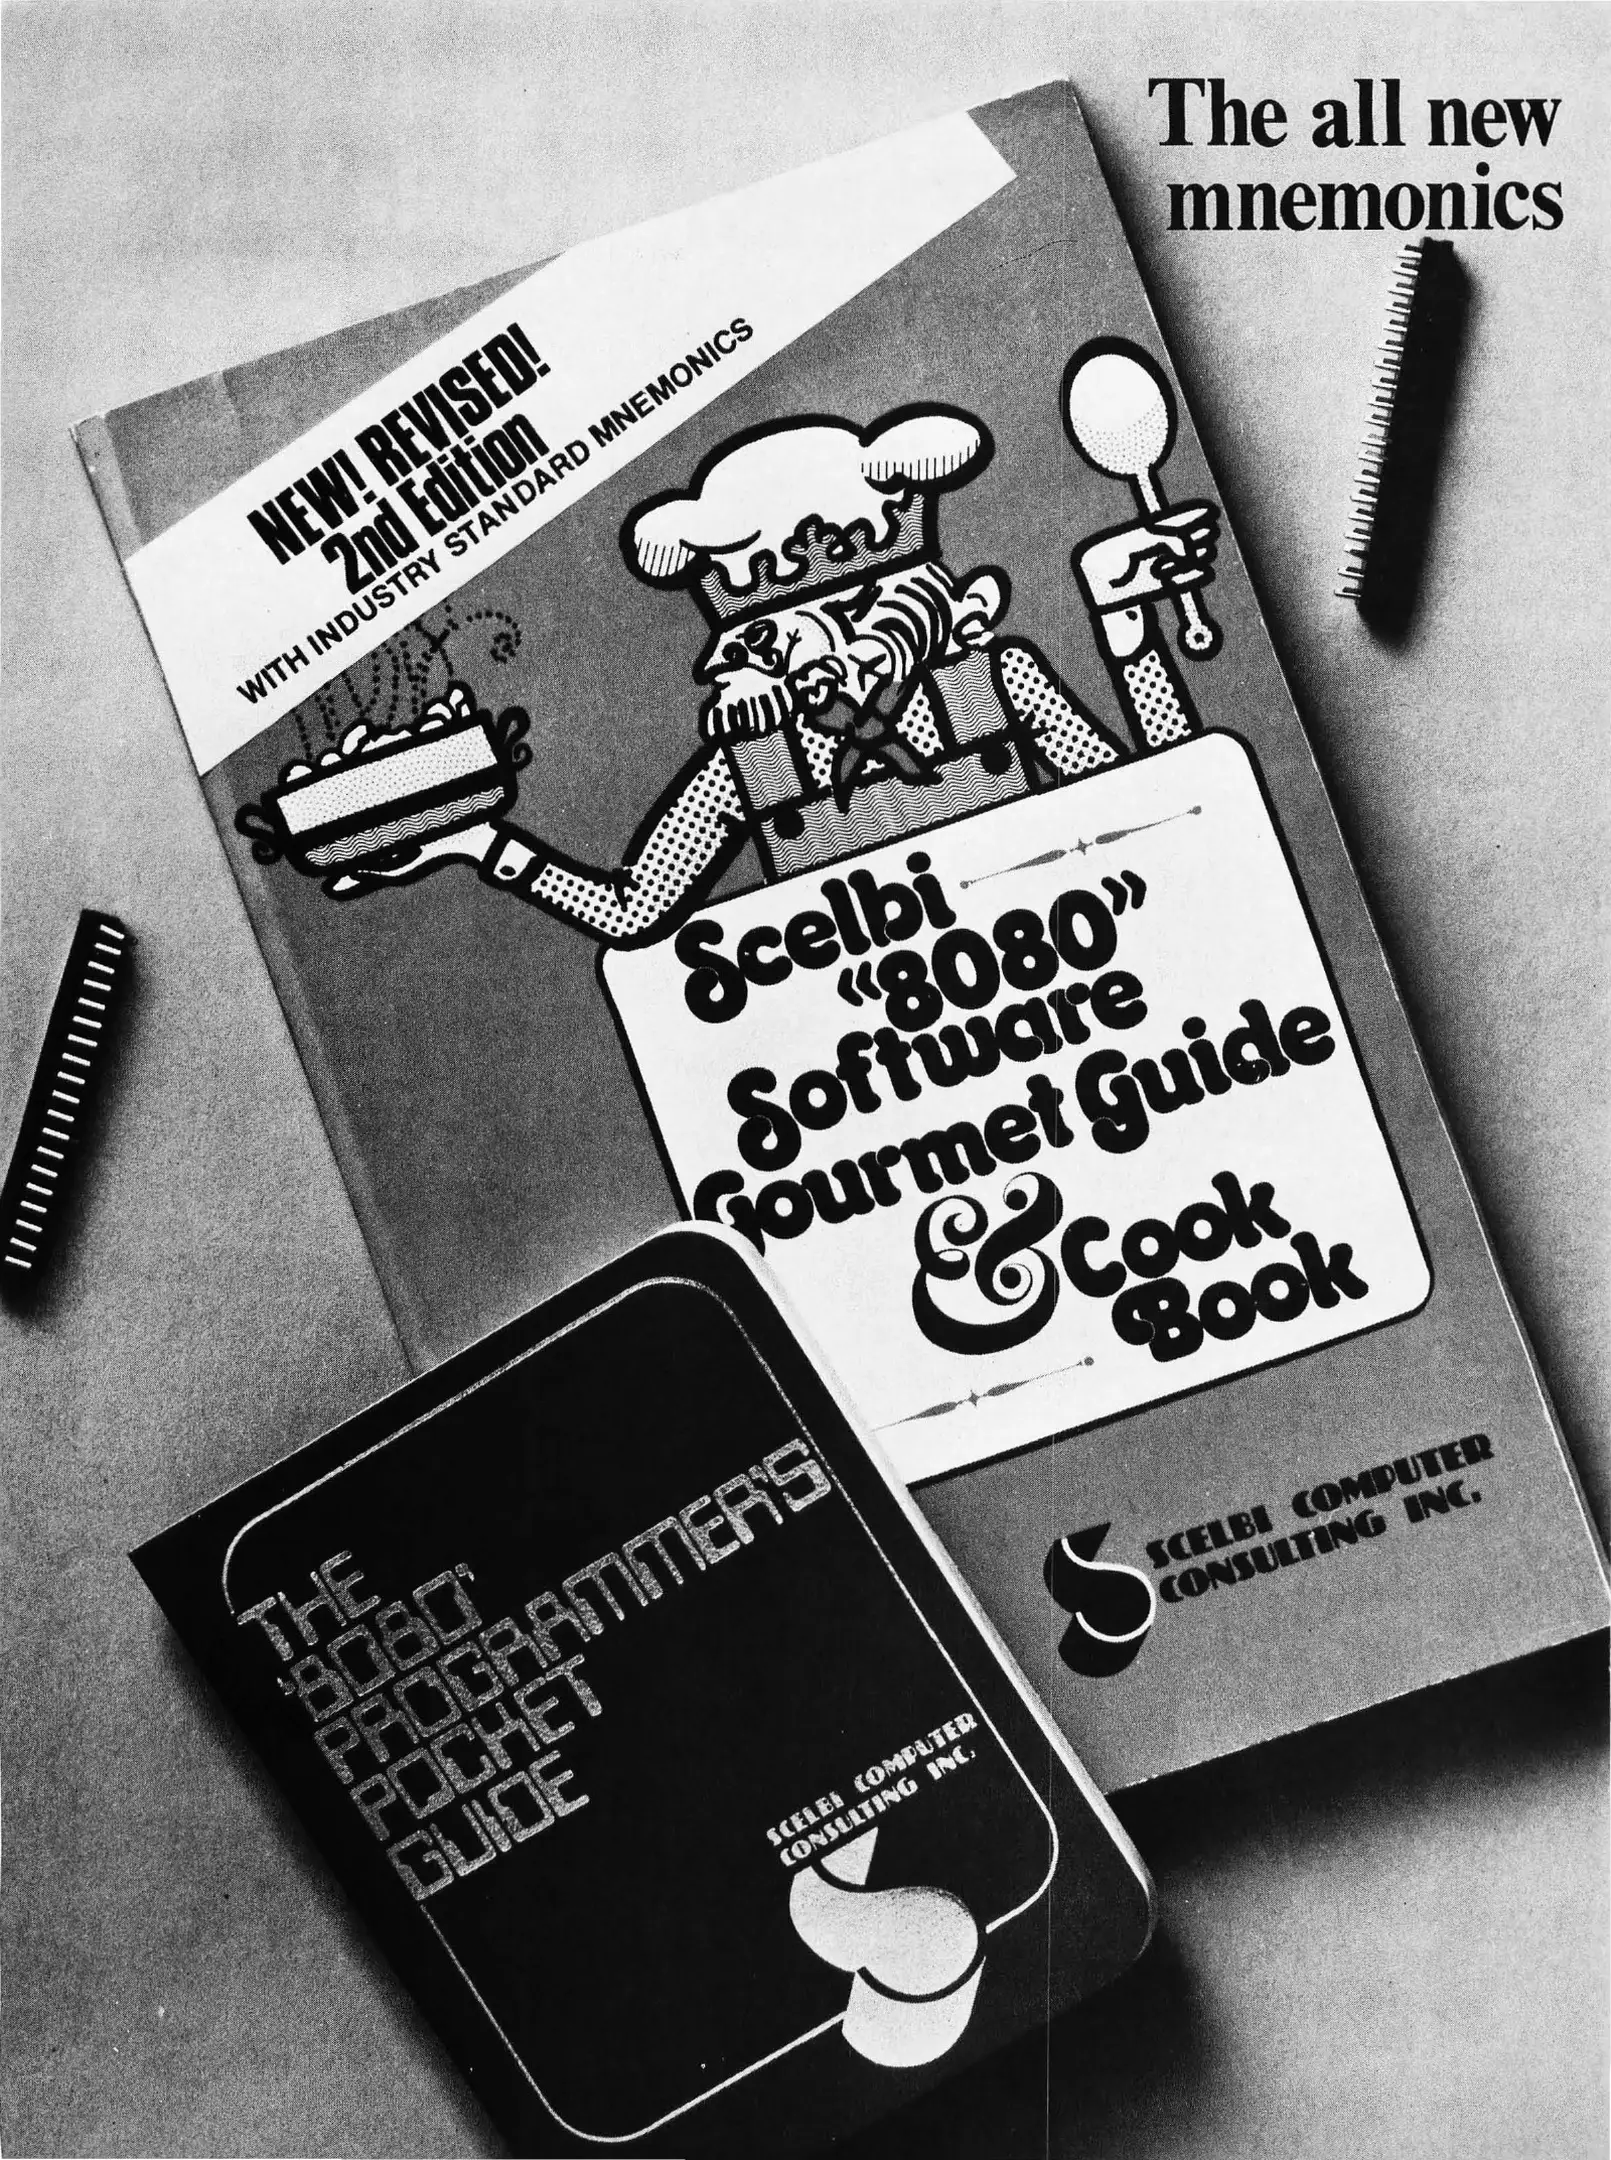 The all new
mnemonics
NEW! REVISED!
2nd Edition
WITH INDUSTRY STANDARD MNEMONICS
Scelbi
“8080”
Software
Gourmet Guide
& Cook
Book
SCELBI COMPUTER
CONSULTING INC.
THE
'8080'
PROGRAMMER'S
POCKET
GUIDE
SCELBI COMPUTER
CONSULTING INC.